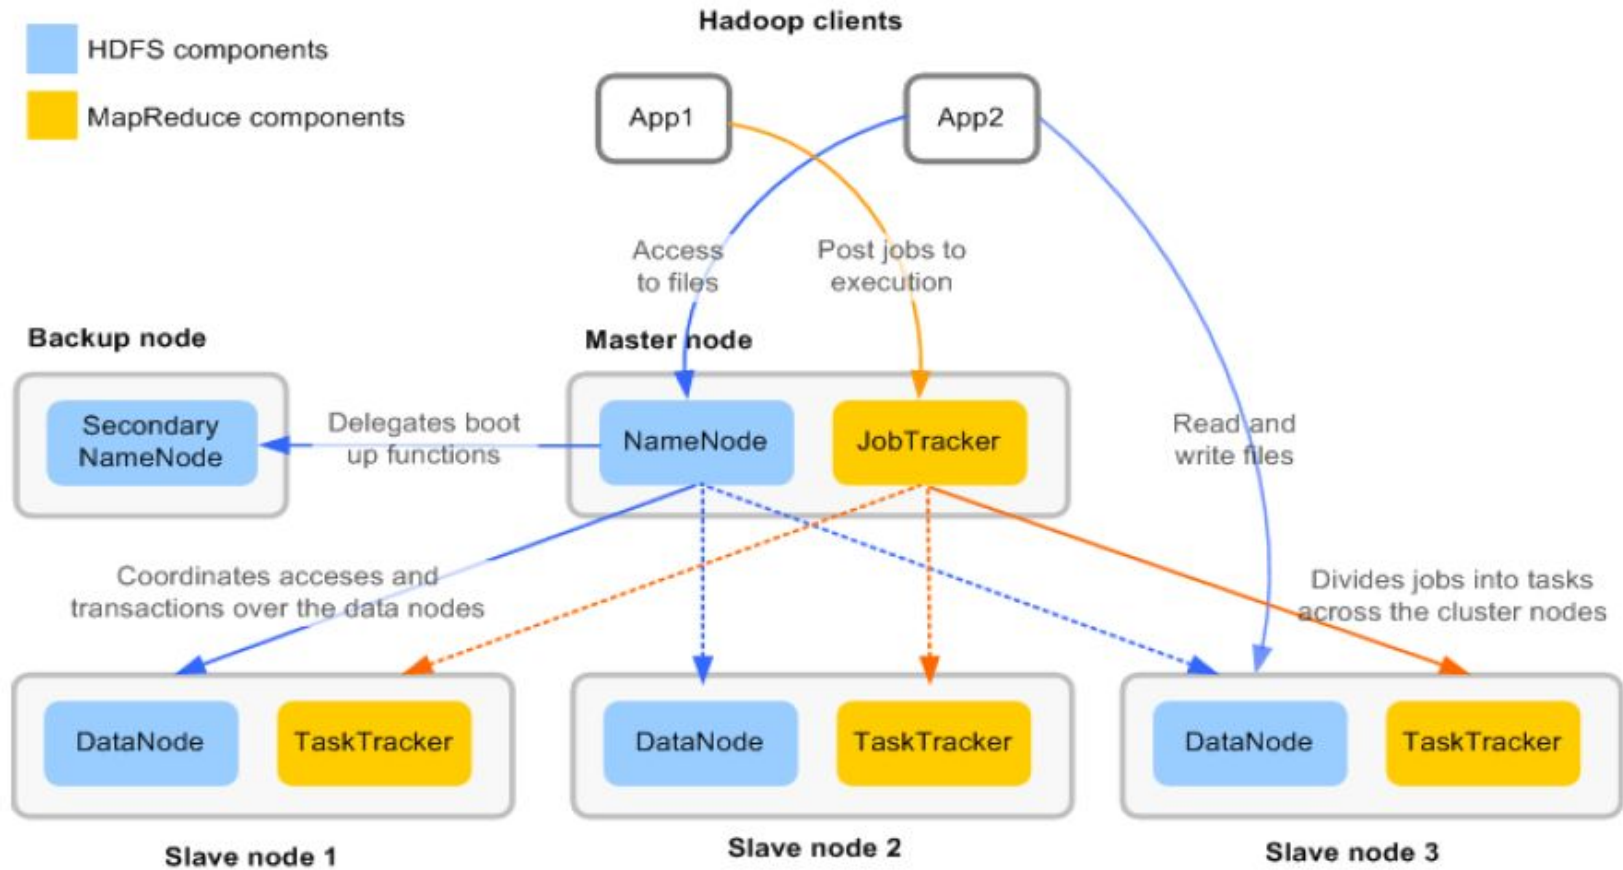 Hadoop clients
HDFS components
MapReduce components
App1
App2
Access
to files
Post jobs to
execution
Backup node
Master node
Secondary
NameNode
Delegates boot
up functions
NameNode
JobTracker
Read and
write files
Coordinates acceses and
transactions over the data nodes
Divides jobs into tasks
across the cluster nodes
DataNode
TaskTracker
DataNode
TaskTracker
DataNode
TaskTracker
Slave node 1
Slave node 2
Slave node 3